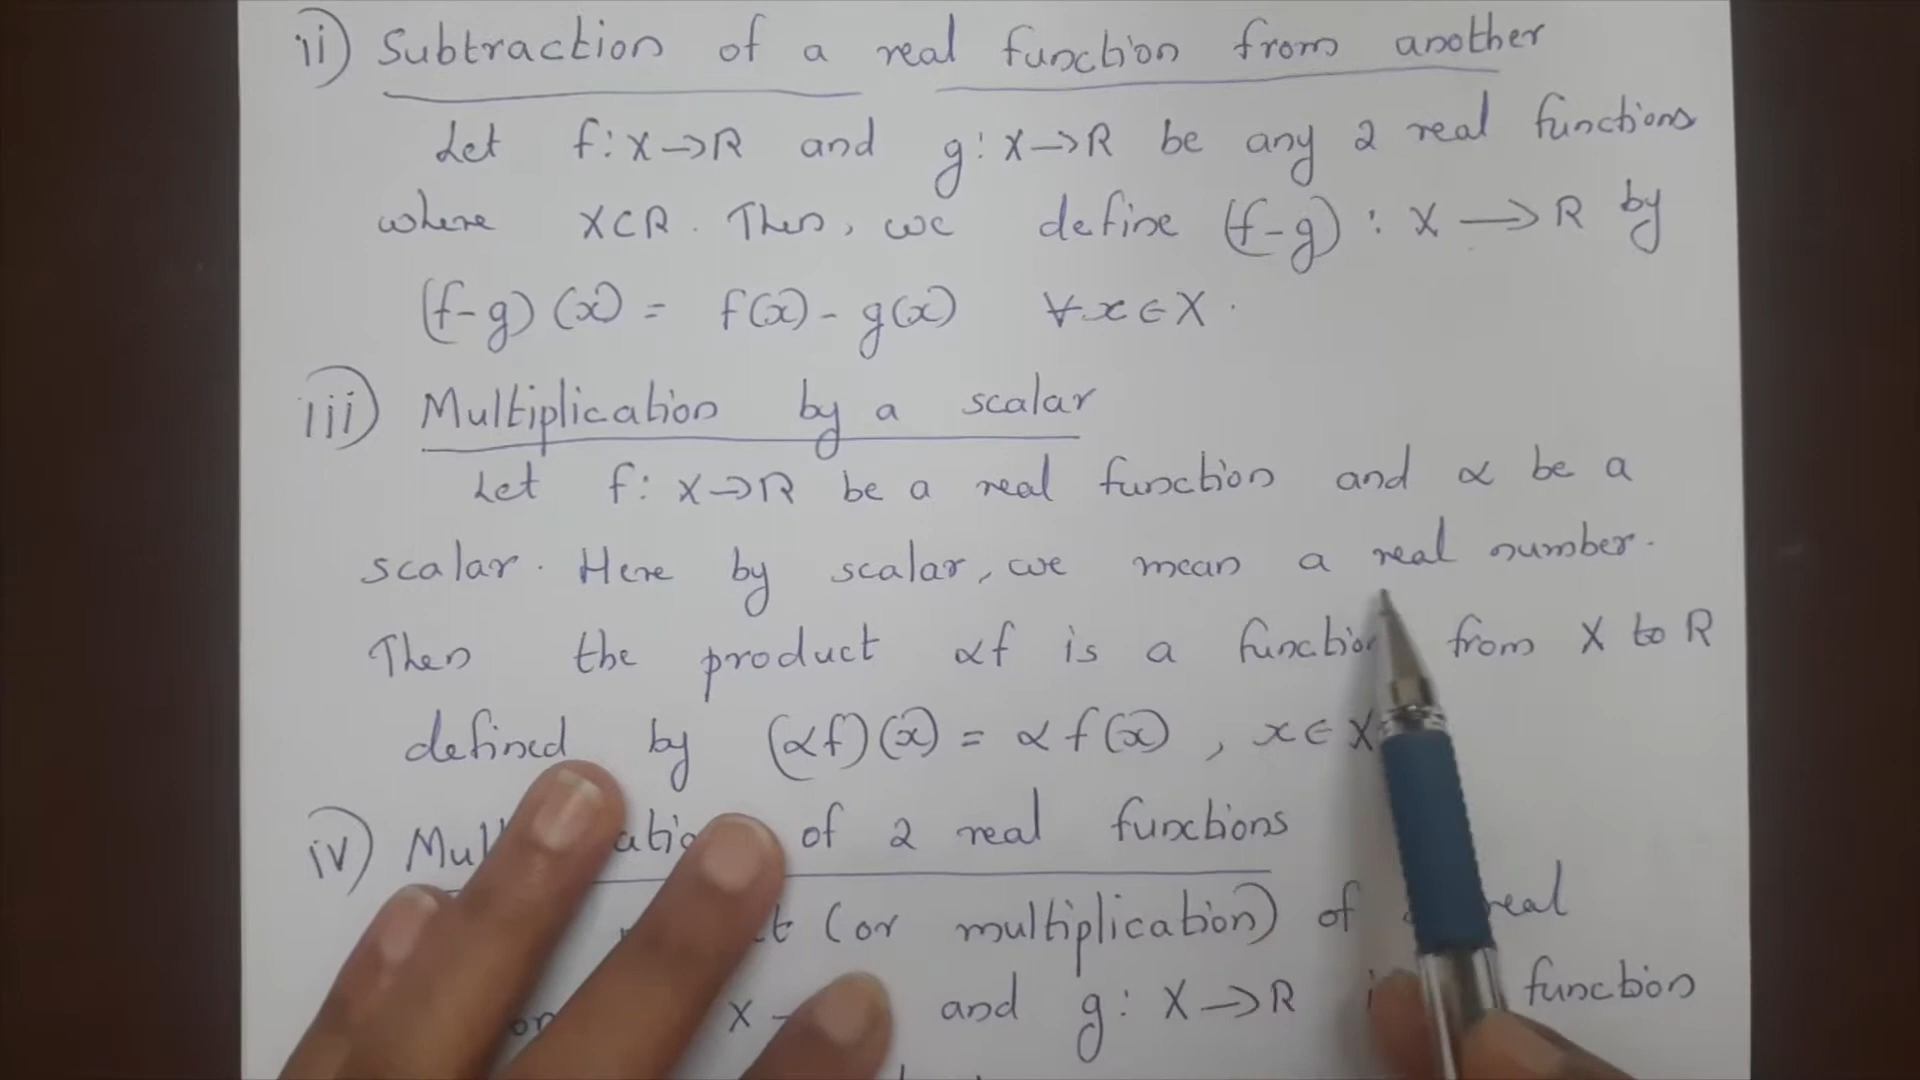 ii) Subtraction of a real function from another
Let f: X→R and g: X→R be any 2 real functions
where X⊂R. Then, we define (f-g) : X → R by
(f-g)(x) = f(x) - g(x) ∀ x ∈ X.
iii) Multiplication by a scalar
Let f: X→R be a real function and α be a
scalar. Here by scalar, we mean a real number.
Then the product αf is a function from X to R
defined by (αf)(x) = α f(x), x ∈ X
iv) of 2 real functions
(or multiplication) of real
X and g: X→R function